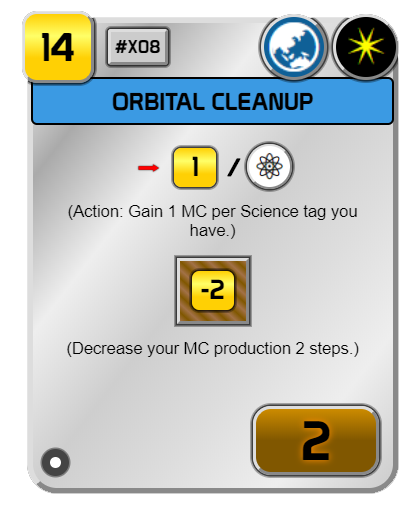 14
#X08
ORBITAL CLEANUP
1 /
(Action: Gain 1 MC per Science tag you
have.)
-2
(Decrease your MC production 2 steps.)
2